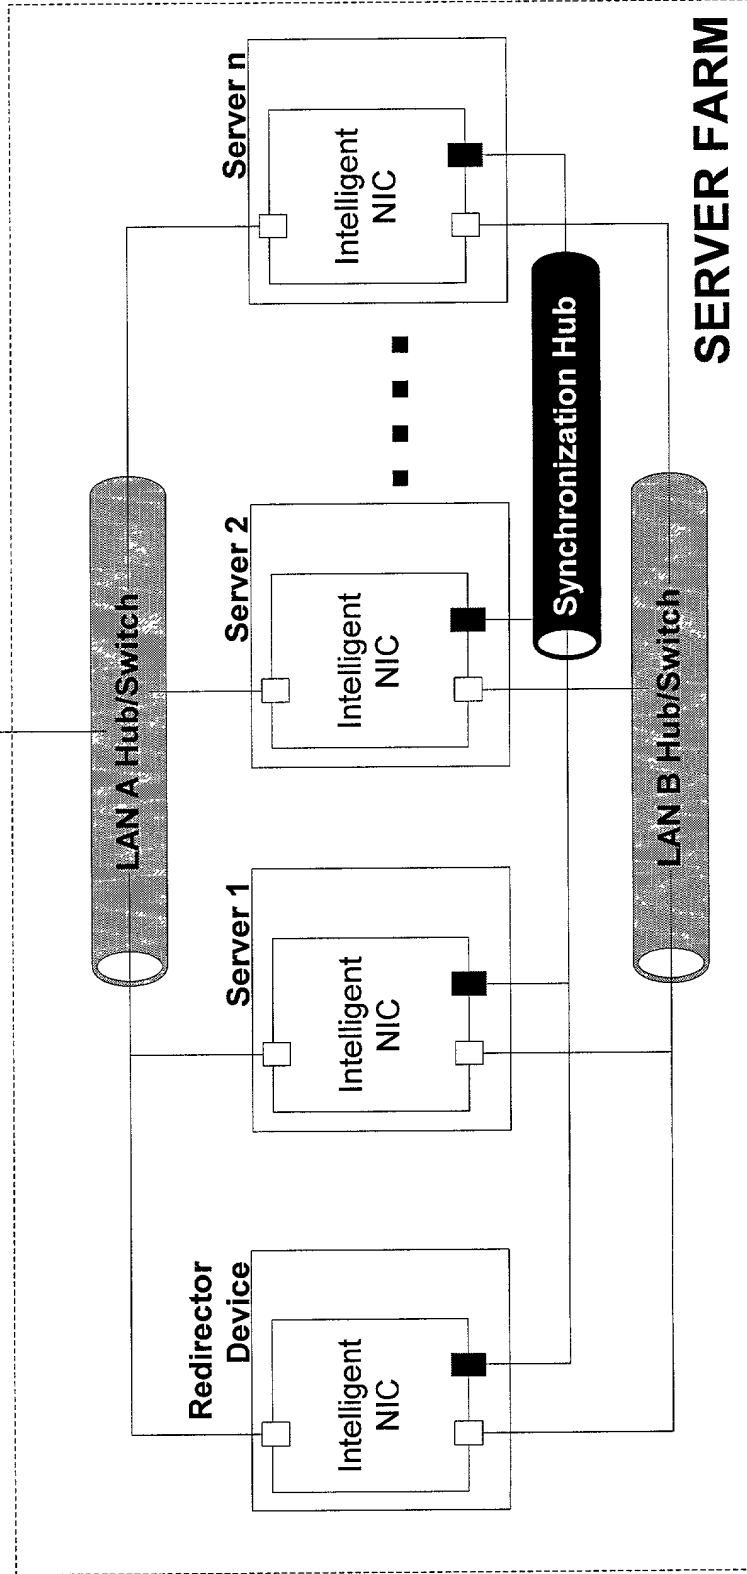 LAN A Hub/Switch
Redirector
Device
Server 1
Server 2
Server n
Intelligent
NIC
Intelligent
NIC
Intelligent
NIC
Intelligent
NIC
Synchronization Hub
LAN B Hub/Switch
SERVER FARM